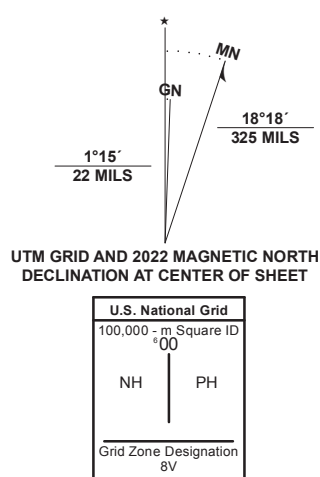 ★
MN
GN
18°18´
325 MILS
1°15´
22 MILS
UTM GRID AND 2022 MAGNETIC NORTH
DECLINATION AT CENTER OF SHEET
U.S. National Grid
100,000 - m Square ID
⁶00
NH PH
Grid Zone Designation
8V